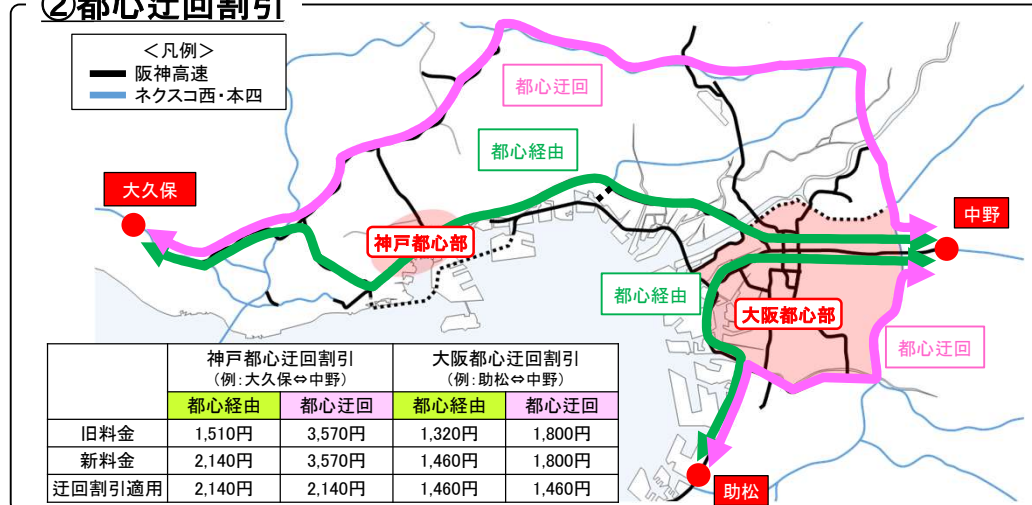 ②都心迂回割引
＜凡例＞
阪神高速
ネクスコ西・本四
都心迂回
都心経由
大久保
中野
神戸都心部
都心経由
大阪都心部
都心迂回
助松
神戸都心迂回割引 大阪都心迂回割引
(例:大久保⇔中野) (例:助松⇔中野)
都心経由 都心迂回 都心経由 都心迂回
旧料金 1,510円 3,570円 1,320円 1,800円
新料金 2,140円 3,570円 1,460円 1,800円
迂回割引適用 2,140円 2,140円 1,460円 1,460円